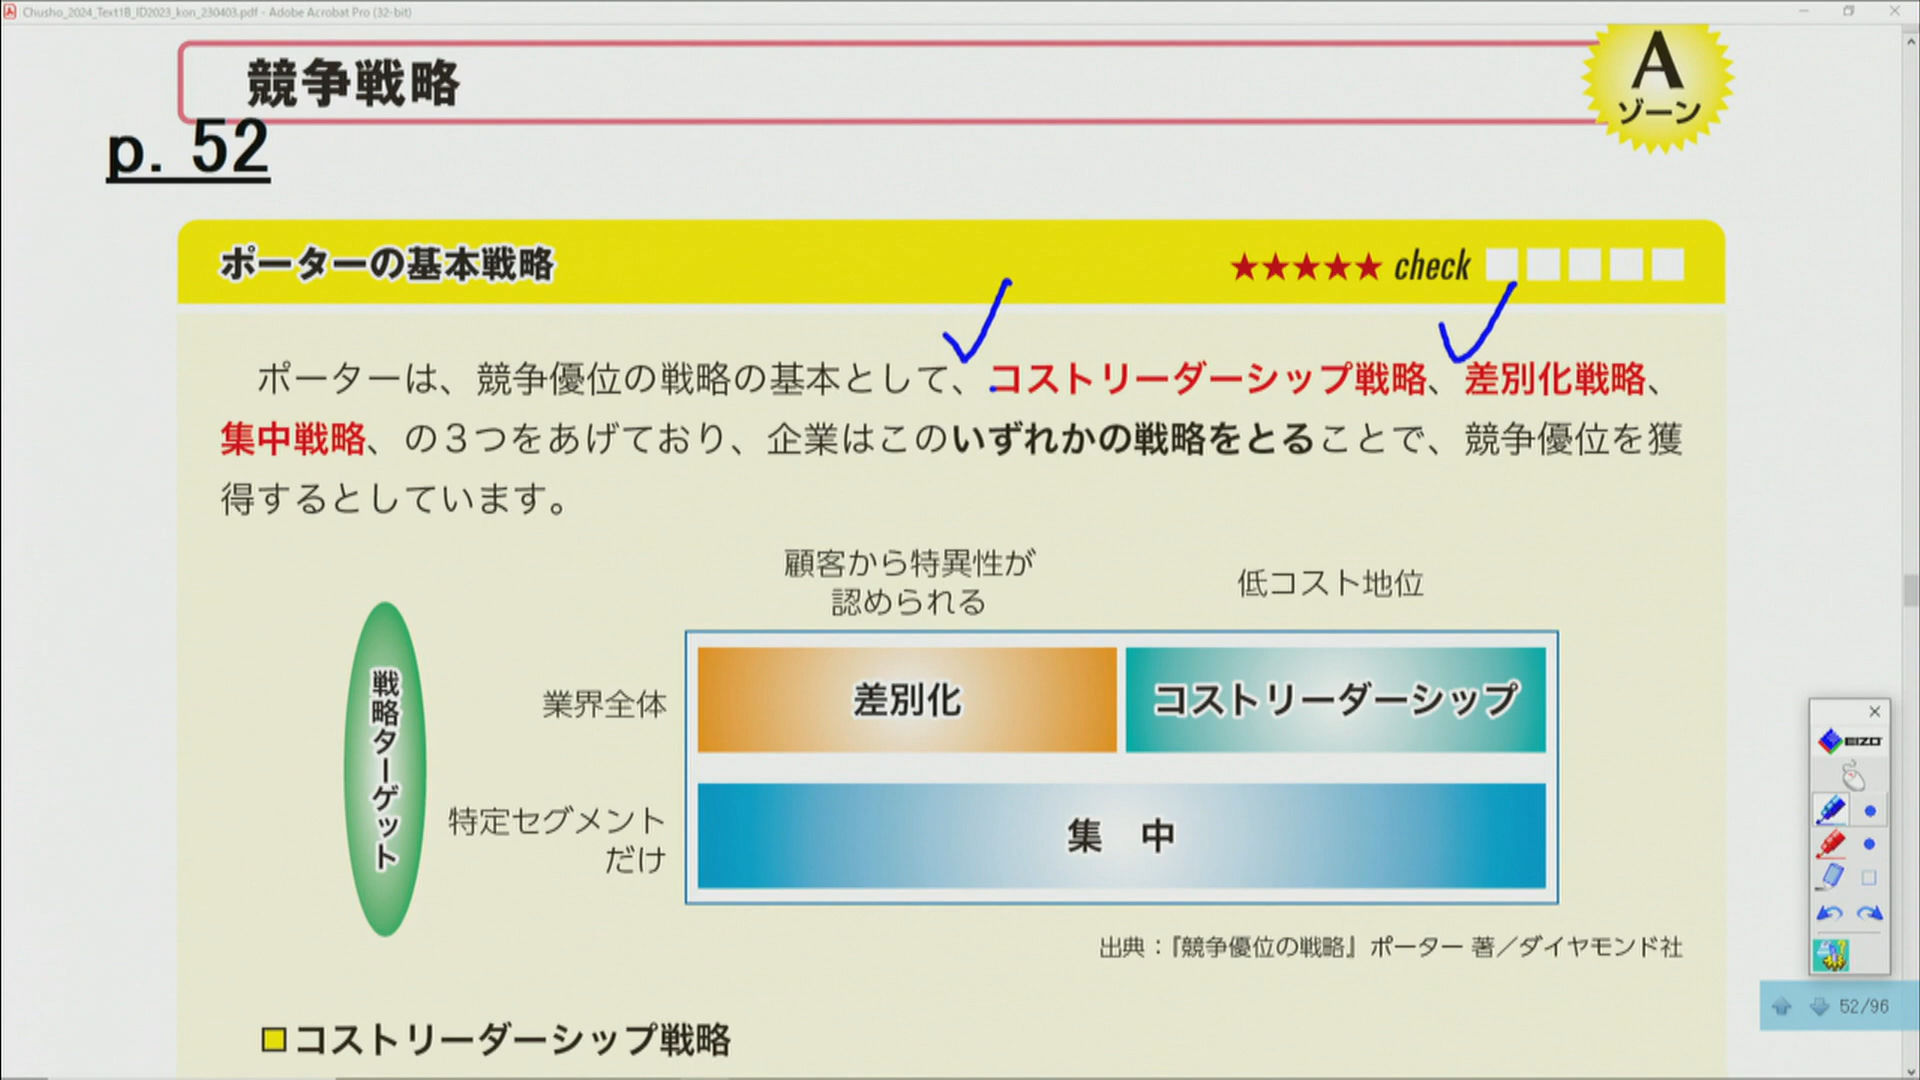 Chusho_2024_Text1B_ID2023_kon_230403.pdf - Adobe Acrobat Pro (32-bit)
競争戦略
A
ゾーン
p. 52
ポーターの基本戦略
★★★★★ check
ポーターは、競争優位の戦略の基本として、コストリーダーシップ戦略、差別化戦略、
集中戦略、の３つをあげており、企業はこのいずれかの戦略をとることで、競争優位を獲
得するとしています。
顧客から特異性が
認められる
低コスト地位
戦略ターゲット
業界全体
差別化
コストリーダーシップ
特定セグメント
だけ
集 中
出典：『競争優位の戦略』ポーター 著／ダイヤモンド社
コストリーダーシップ戦略
EIZO
52/96